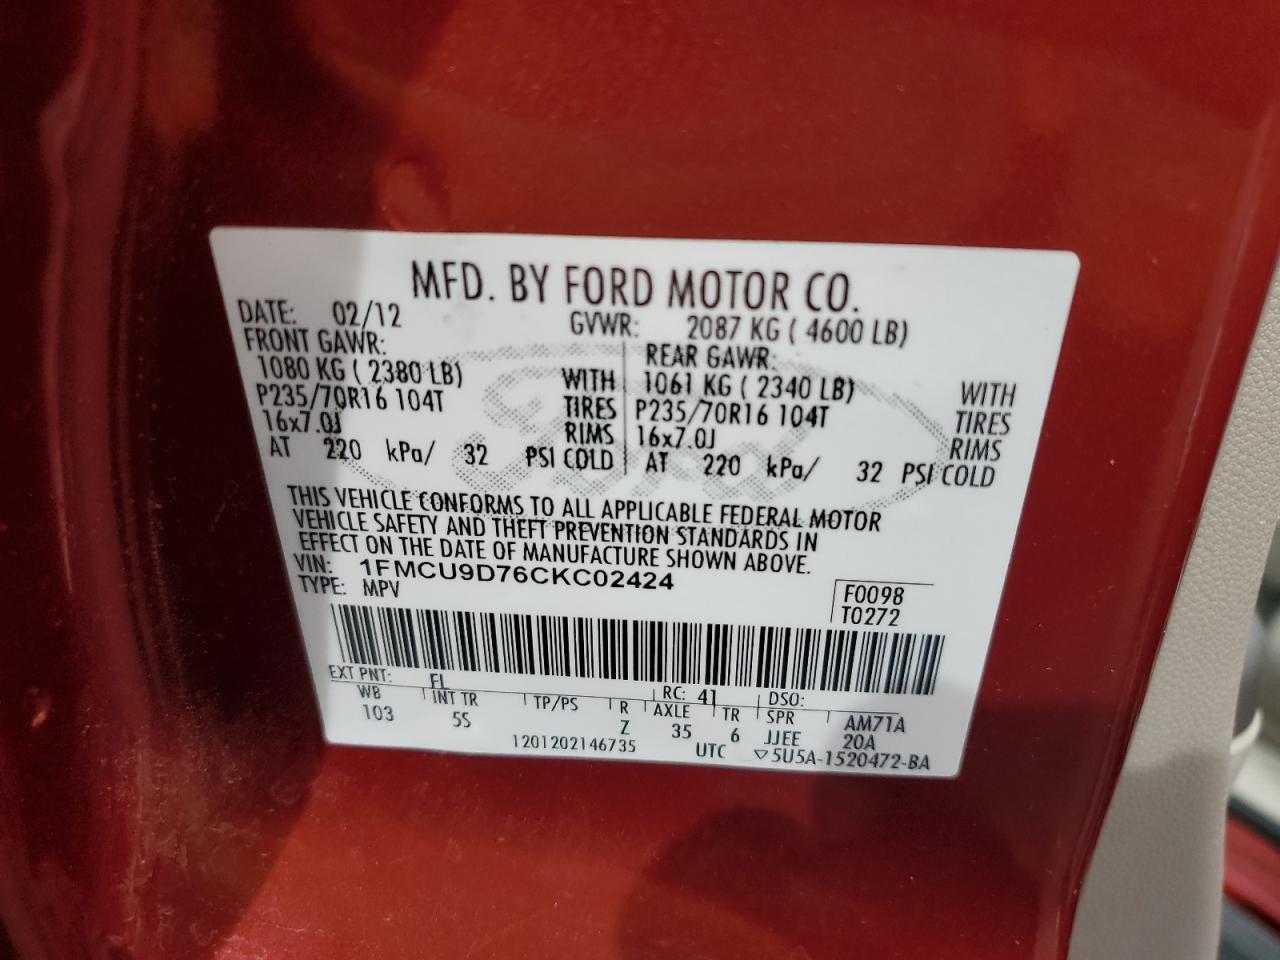 MFD. BY FORD MOTOR CO.
DATE: 02/12 GVWR: 2087 KG ( 4600 LB)
FRONT GAWR: REAR GAWR:
1080 KG ( 2380 LB) WITH 1061 KG ( 2340 LB) WITH
P235/70R16 104T TIRES P235/70R16 104T TIRES
16x7.0J RIMS 16x7.0J RIMS
AT 220 kPa/ 32 PSI COLD AT 220 kPa/ 32 PSI COLD
Ford
THIS VEHICLE CONFORMS TO ALL APPLICABLE FEDERAL MOTOR
VEHICLE SAFETY AND THEFT PREVENTION STANDARDS IN
EFFECT ON THE DATE OF MANUFACTURE SHOWN ABOVE.
VIN: 1FMCU9D76CKC02424
TYPE: MPV F0098
T0272
EXT PNT: FL RC: 41 DSO:
WB INT TR TP/PS R AXLE TR SPR AM71A
103 5S Z 35 6 JJEE 20A
1201202146735 UTC ▽5U5A-1520472-BA